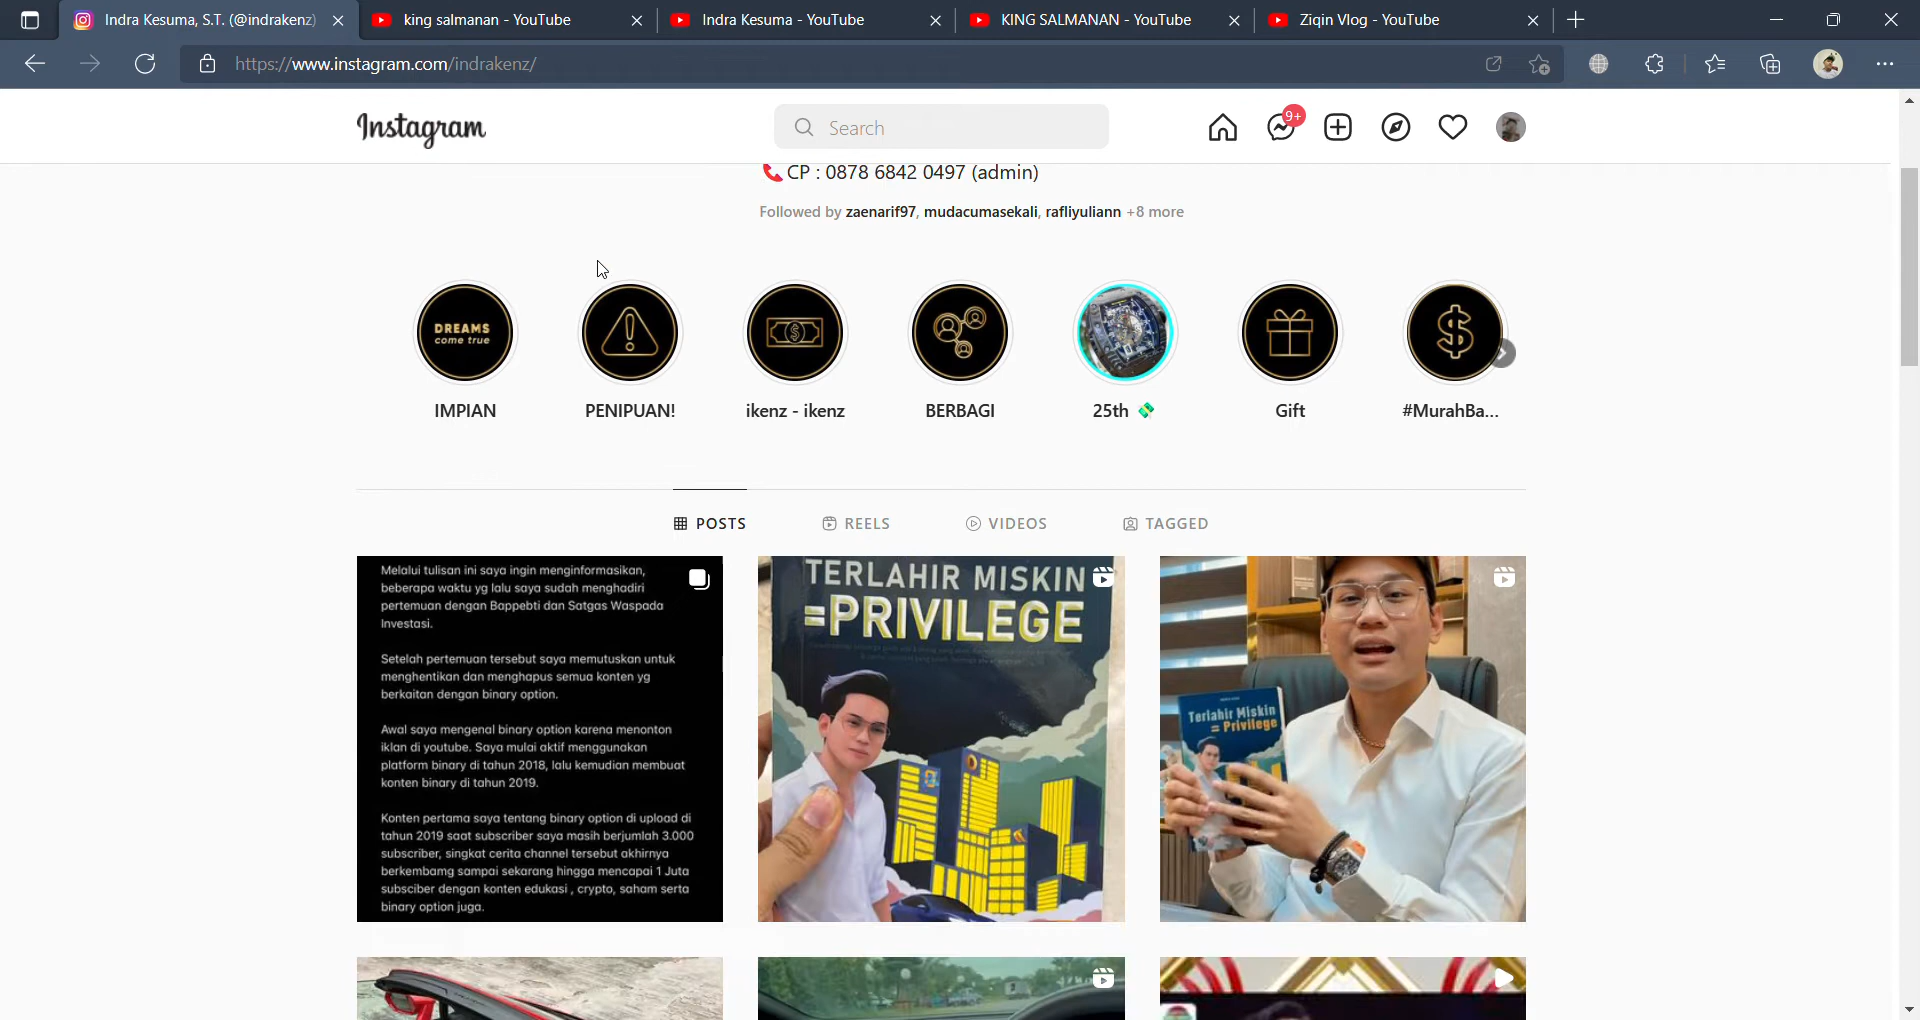 Indra Kesuma, S.T. (@indrakenz)
king salmanan - YouTube
Indra Kesuma - YouTube
KING SALMANAN - YouTube
Ziqin Vlog - YouTube
https://www.instagram.com/indrakenz/
Instagram
Search
9+
CP : 0878 6842 0497 (admin)
Followed by zaenarif97, mudacumasekali, rafliyuliann +8 more
DREAMS
come true
IMPIAN
PENIPUAN!
ikenz - ikenz
BERBAGI
25th 💸
Gift
#MurahBa...
POSTS
REELS
VIDEOS
TAGGED
Melalui tulisan ini saya ingin menginformasikan,
beberapa waktu yg lalu saya sudah menghadiri
pertemuan dengan Bappebti dan Satgas Waspada
Investasi.
Setelah pertemuan tersebut saya memutuskan untuk
menghentikan dan menghapus semua konten yg
berkaitan dengan binary option.
Awal saya mengenal binary option karena menonton
iklan di youtube. Saya mulai aktif menggunakan
platform binary di tahun 2018, lalu kemudian membuat
konten binary di tahun 2019.
Konten pertama saya tentang binary option di upload di
tahun 2019 saat subscriber saya masih berjumlah 3.000
subscriber, singkat cerita channel tersebut akhirnya
berkembamg sampai sekarang hingga mencapai 1 Juta
subsciber dengan konten edukasi , crypto, saham serta
binary option juga.
TERLAHIR MISKIN
=PRIVILEGE
Terlahir Miskin
= Privilege